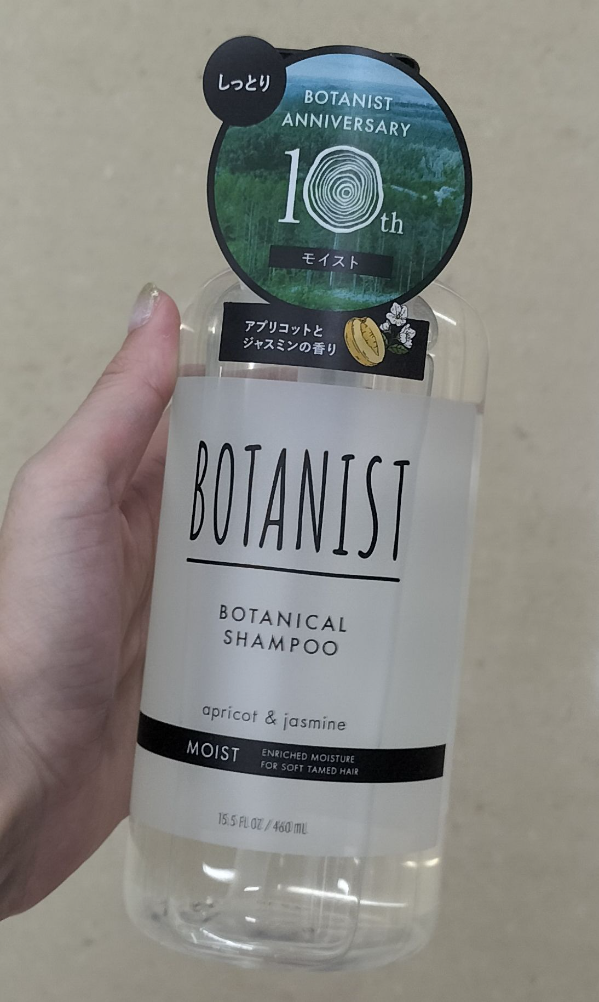 しっとり
BOTANIST
ANNIVERSARY
10th
モイスト
アプリコットと
ジャスミンの香り
BOTANIST
BOTANICAL
SHAMPOO
apricot & jasmine
MOIST
ENRICHED MOISTURE
FOR SOFT TAMED HAIR
15.5 FL OZ / 460 mL